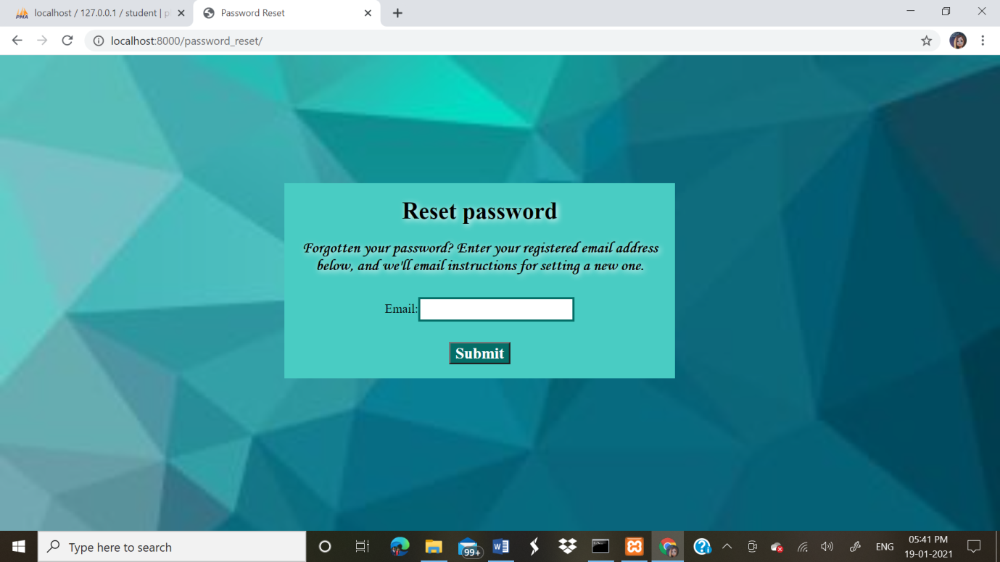 PMA
localhost / 127.0.0.1 / student | p
Password Reset
localhost:8000/password_reset/
Reset password
Forgotten your password? Enter your registered email address
below, and we'll email instructions for setting a new one.
Email:
Submit
Type here to search
99+
ENG
05:41 PM
19-01-2021